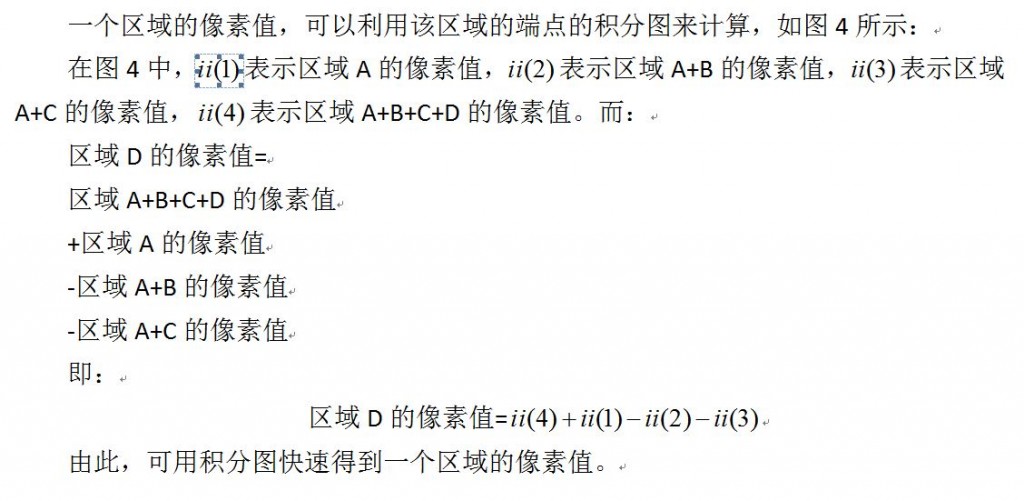 一个区域的像素值，可以利用该区域的端点的积分图来计算，如图 4 所示：
在图 4 中，ii(1)表示区域 A 的像素值，ii(2)表示区域 A+B 的像素值，ii(3)表示区域
A+C 的像素值，ii(4)表示区域 A+B+C+D 的像素值。而：
区域 D 的像素值=
区域 A+B+C+D 的像素值
+区域 A 的像素值
-区域 A+B 的像素值
-区域 A+C 的像素值
即：
区域 D 的像素值=ii(4)+ii(1)−ii(2)−ii(3)
由此，可用积分图快速得到一个区域的像素值。